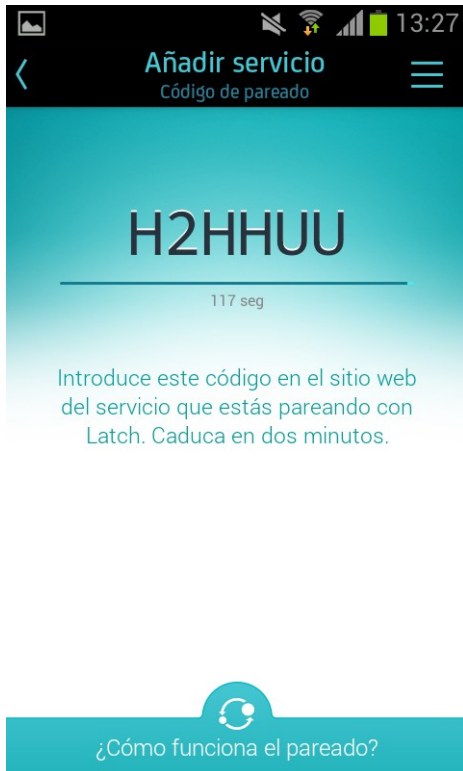 13:27
Añadir servicio
Código de pareado
H2HHUU
117 seg
Introduce este código en el sitio web
del servicio que estás pareando con
Latch. Caduca en dos minutos.
¿Cómo funciona el pareado?